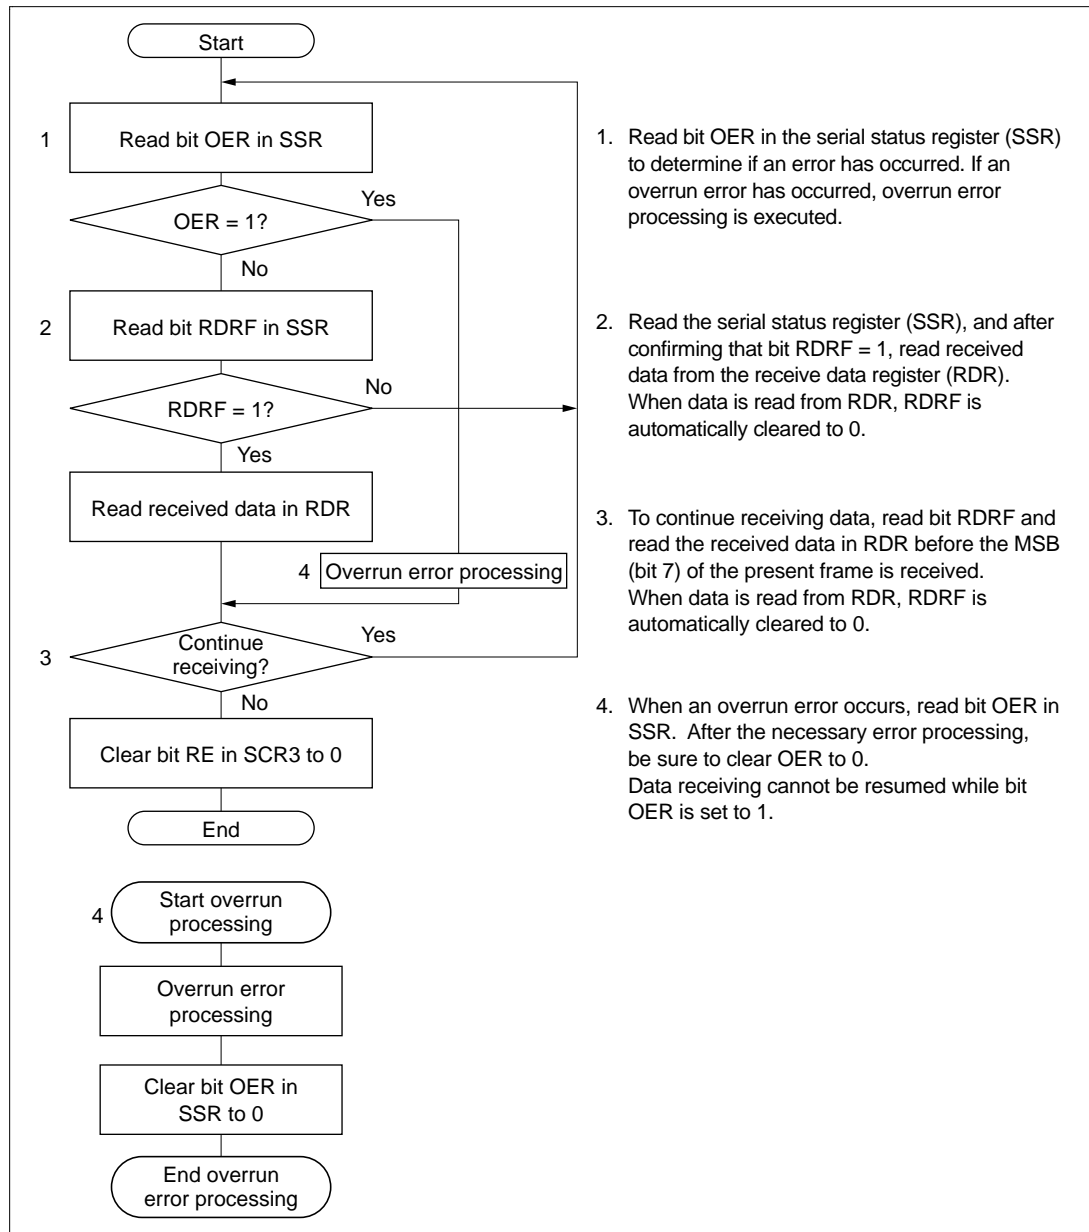 Start
1
Read bit OER in SSR
Yes
OER = 1?
No
2
Read bit RDRF in SSR
No
RDRF = 1?
Yes
Read received data in RDR
4
Overrun error processing
Continue
receiving?
Yes
3
No
Clear bit RE in SCR3 to 0
End
4
Start overrun
processing
Overrun error
processing
Clear bit OER in
SSR to 0
End overrun
error processing
1. Read bit OER in the serial status register (SSR)
to determine if an error has occurred. If an
overrun error has occurred, overrun error
processing is executed.
2. Read the serial status register (SSR), and after
confirming that bit RDRF = 1, read received
data from the receive data register (RDR).
When data is read from RDR, RDRF is
automatically cleared to 0.
3. To continue receiving data, read bit RDRF and
read the received data in RDR before the MSB
(bit 7) of the present frame is received.
When data is read from RDR, RDRF is
automatically cleared to 0.
4. When an overrun error occurs, read bit OER in
SSR. After the necessary error processing,
be sure to clear OER to 0.
Data receiving cannot be resumed while bit
OER is set to 1.